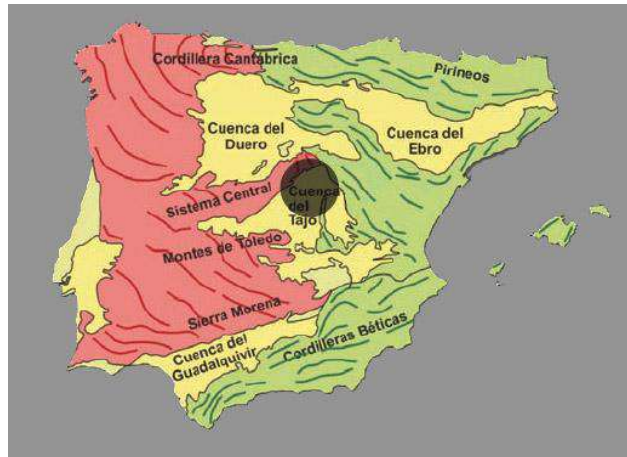 Cordillera Cantábrica
Pirineos
Cuenca del
Duero
Cuenca del
Ebro
Sistema Central
Cuenca
del
Tajo
Montes de Toledo
Sierra Morena
Cuenca del
Guadalquivir
Cordilleras Béticas